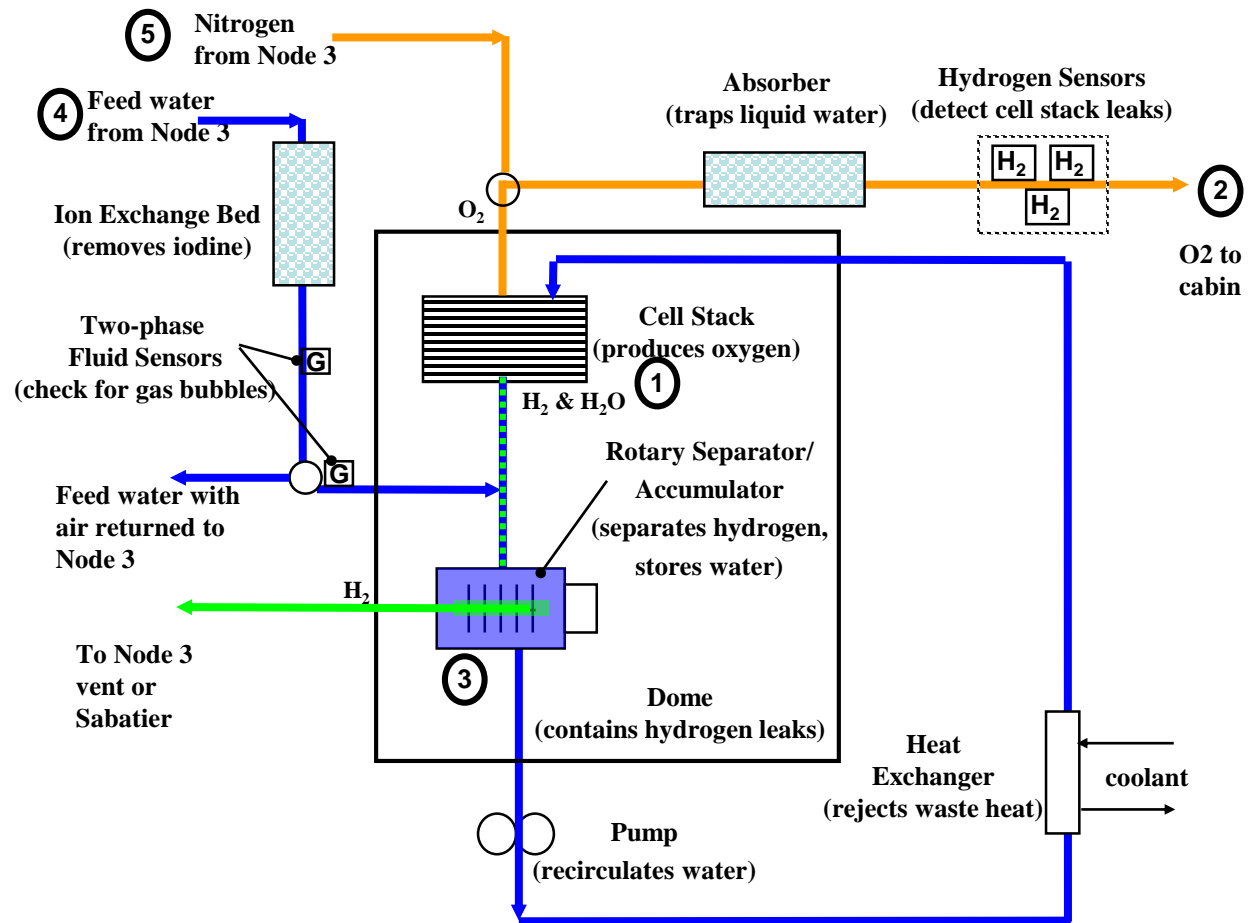 5
Nitrogen
from Node 3
4
Feed water
from Node 3
Absorber
(traps liquid water)
Hydrogen Sensors
(detect cell stack leaks)
H₂
H₂
H₂
2
O2 to
cabin
Ion Exchange Bed
(removes iodine)
O₂
Two-phase
Fluid Sensors
(check for gas bubbles)
G
G
Cell Stack
(produces oxygen)
1
H₂ & H₂O
Rotary Separator/
Accumulator
(separates hydrogen,
stores water)
Feed water with
air returned to
Node 3
H₂
To Node 3
vent or
Sabatier
3
Dome
(contains hydrogen leaks)
Heat
Exchanger
(rejects waste heat)
coolant
Pump
(recirculates water)